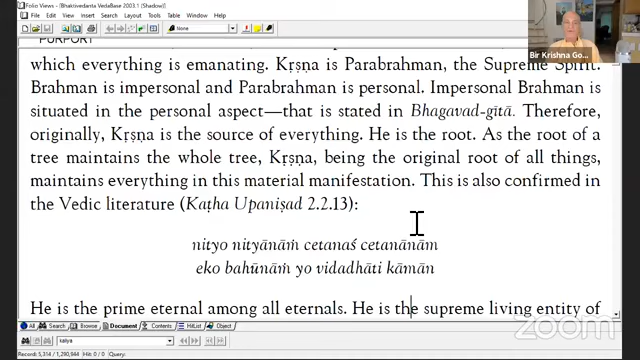 Folio Views - [Bhaktivedanta VedaBase 2003.1 (Shadow)]
File Edit View Search Layout Tools Window Help
PURPORT
which everything is emanating. Kṛṣṇa is Parabrahman, the Supreme Spirit.
Brahman is impersonal and Parabrahman is personal. Impersonal Brahman is
situated in the personal aspect—that is stated in Bhagavad-gītā. Therefore,
originally, Kṛṣṇa is the source of everything. He is the root. As the root of a
tree maintains the whole tree, Kṛṣṇa, being the original root of all things,
maintains everything in this material manifestation. This is also confirmed in
the Vedic literature (Kaṭha Upaniṣad 2.2.13):
nityo nityānāṁ cetanaś cetanānām
eko bahūnāṁ yo vidadhāti kāmān
He is the prime eternal among all eternals. He is the supreme living entity of
All Browse Search Document Contents HitList Object
kaliya
Record: 5,314 / 1,290,944 Hit: 0 / 0
Bir Krishna Go...
zoom